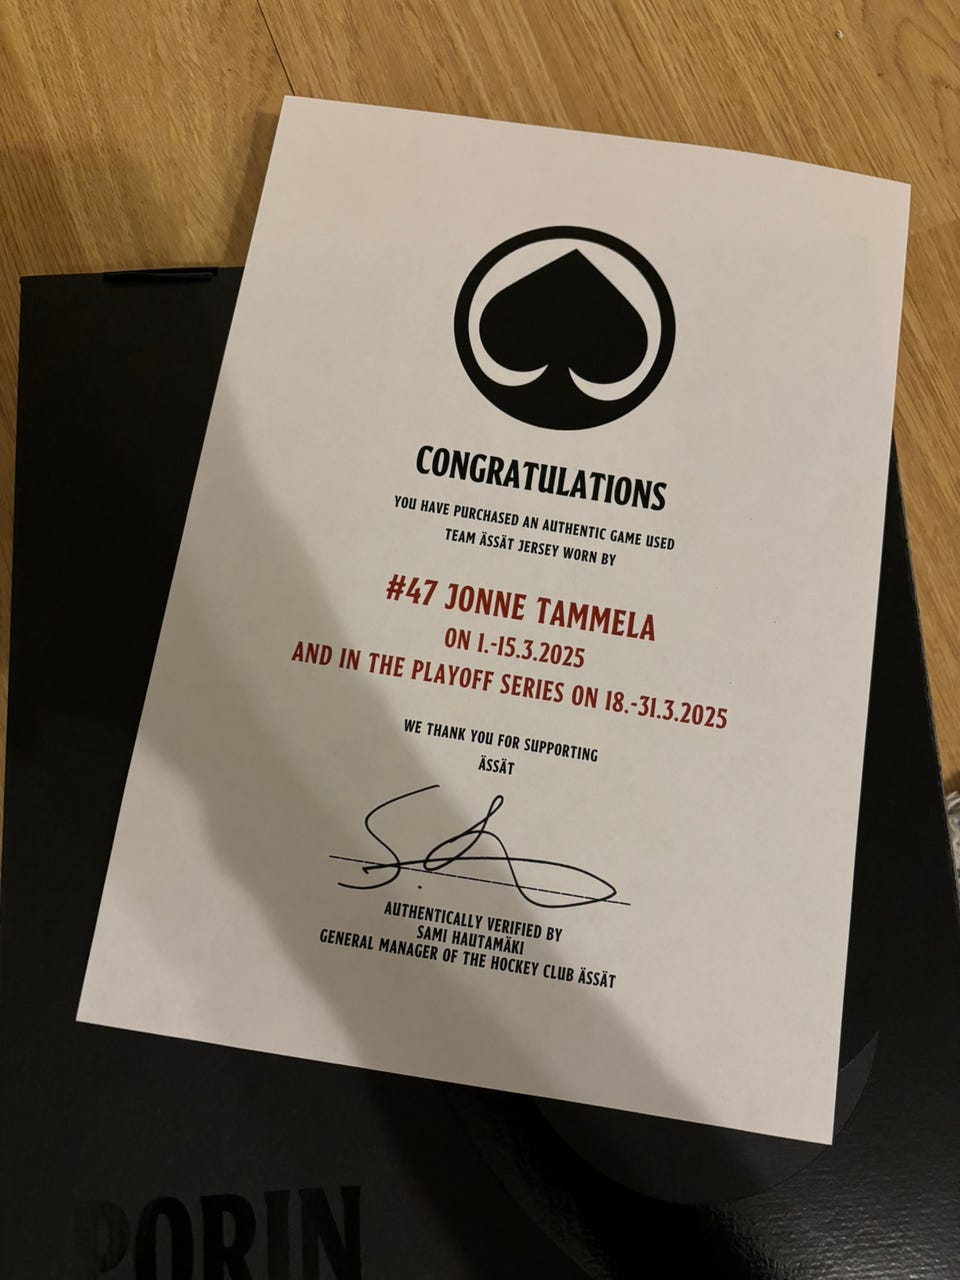 CONGRATULATIONS
YOU HAVE PURCHASED AN AUTHENTIC GAME USED
TEAM ÄSSÄT JERSEY WORN BY
#47 JONNE TAMMELA
ON 1.-15.3.2025
AND IN THE PLAYOFF SERIES ON 18.-31.3.2025
WE THANK YOU FOR SUPPORTING
ÄSSÄT
AUTHENTICALLY VERIFIED BY
SAMI HAUTAMÄKI
GENERAL MANAGER OF THE HOCKEY CLUB ÄSSÄT
PORIN